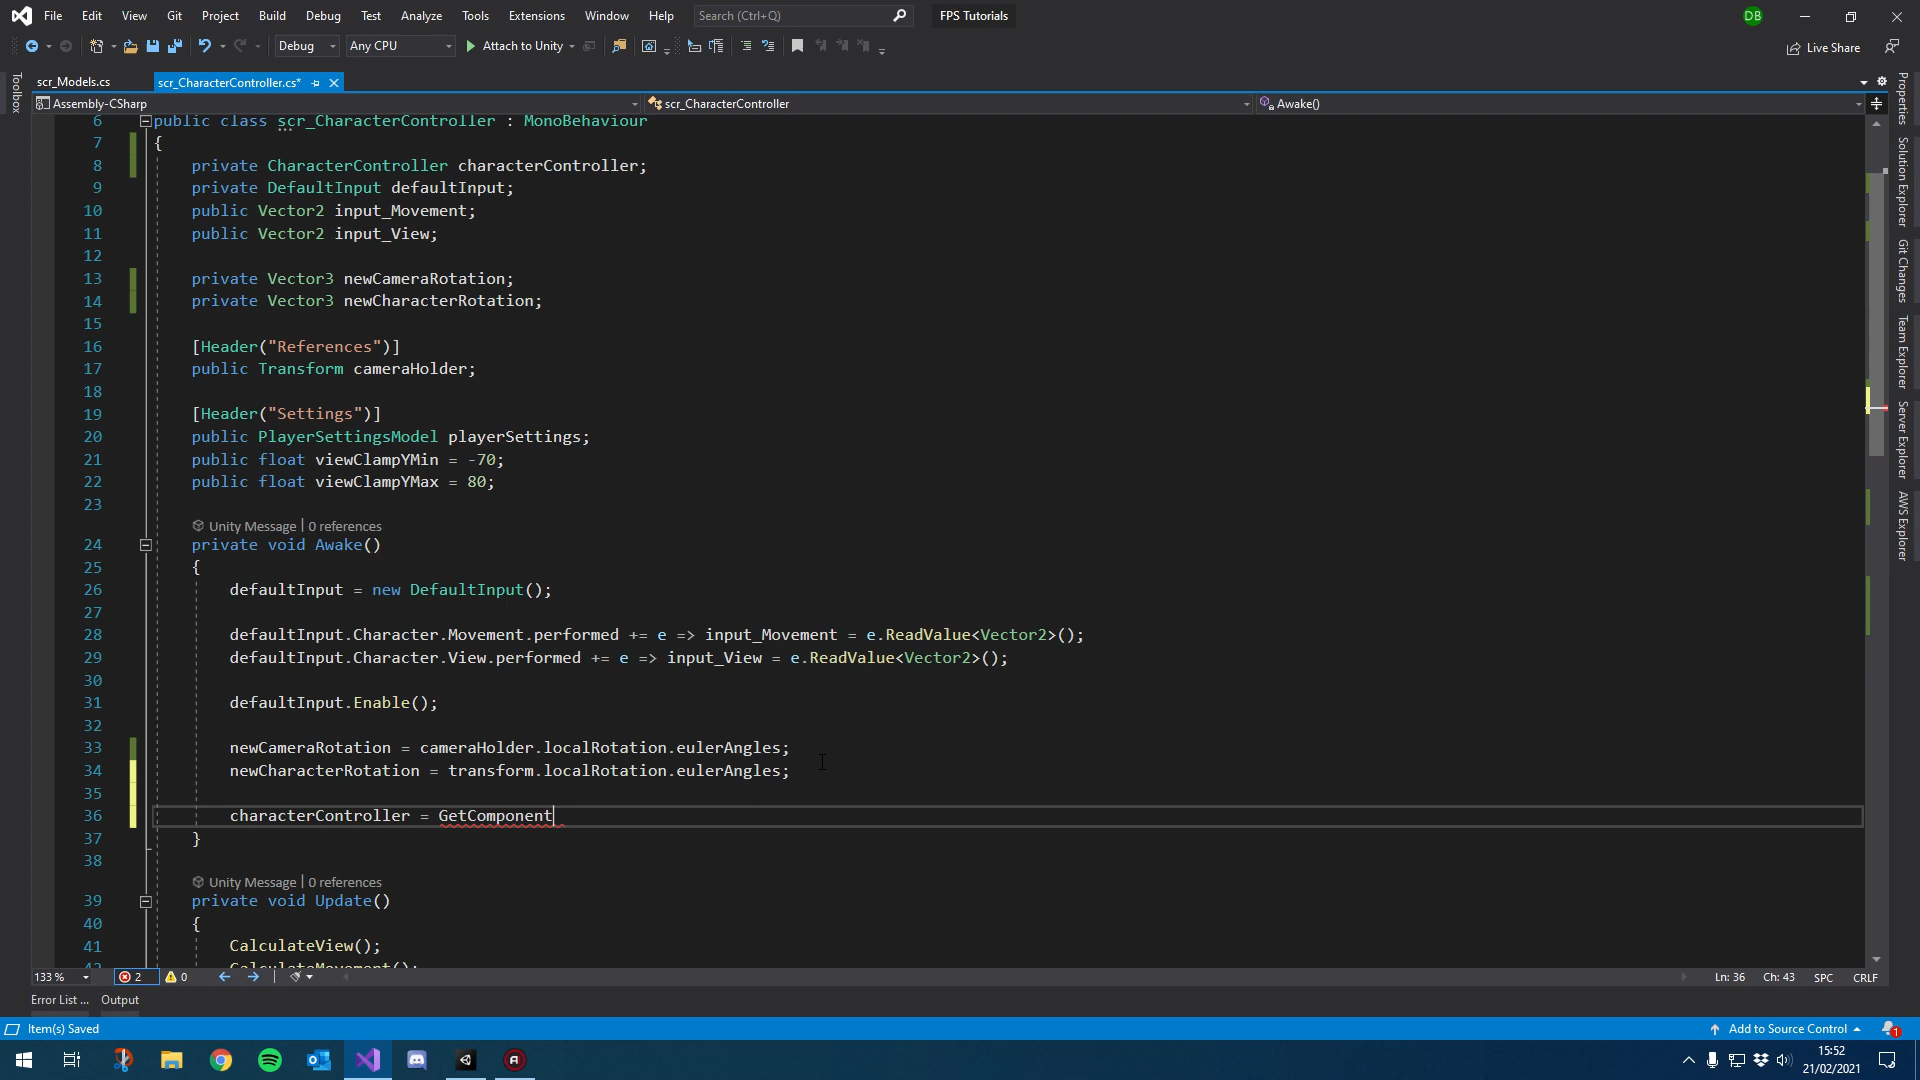 File Edit View Git Project Build Debug Test Analyze Tools Extensions Window Help Search (Ctrl+Q) FPS Tutorials DB
Debug Any CPU Attach to Unity Live Share
scr_Models.cs scr_CharacterController.cs*
Assembly-CSharp scr_CharacterController Awake()
Toolbox
Properties
Solution Explorer
Git Changes
Team Explorer
Server Explorer
AWS Explorer
6 public class scr_CharacterController : MonoBehaviour
7 {
8 private CharacterController characterController;
9 private DefaultInput defaultInput;
10 public Vector2 input_Movement;
11 public Vector2 input_View;
12
13 private Vector3 newCameraRotation;
14 private Vector3 newCharacterRotation;
15
16 [Header("References")]
17 public Transform cameraHolder;
18
19 [Header("Settings")]
20 public PlayerSettingsModel playerSettings;
21 public float viewClampYMin = -70;
22 public float viewClampYMax = 80;
23
Unity Message | 0 references
24 private void Awake()
25 {
26 defaultInput = new DefaultInput();
27
28 defaultInput.Character.Movement.performed += e => input_Movement = e.ReadValue<Vector2>();
29 defaultInput.Character.View.performed += e => input_View = e.ReadValue<Vector2>();
30
31 defaultInput.Enable();
32
33 newCameraRotation = cameraHolder.localRotation.eulerAngles;
34 newCharacterRotation = transform.localRotation.eulerAngles;
35
36 characterController = GetComponent
37 }
38
Unity Message | 0 references
39 private void Update()
40 {
41 CalculateView();
42 CalculateMovement();
133 % 2 0 Ln: 36 Ch: 43 SPC CRLF
Error List ... Output
Item(s) Saved Add to Source Control 1
15:52
21/02/2021